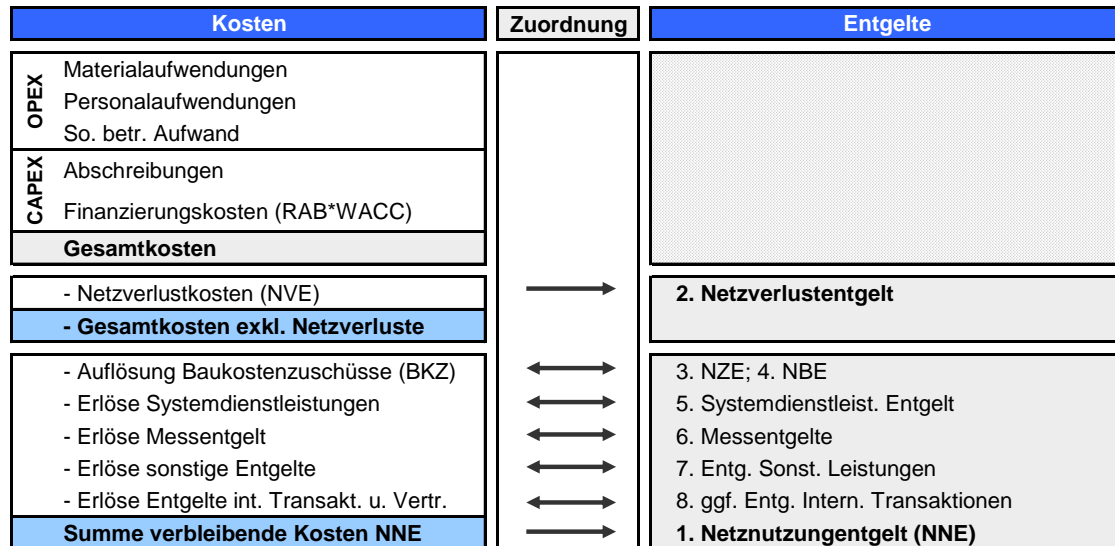 Kosten Zuordnung Entgelte
OPEX
Materialaufwendungen
Personalaufwendungen
So. betr. Aufwand
CAPEX
Abschreibungen
Finanzierungskosten (RAB*WACC)
Gesamtkosten
- Netzverlustkosten (NVE) 2. Netzverlustentgelt
- Gesamtkosten exkl. Netzverluste
- Auflösung Baukostenzuschüsse (BKZ) 3. NZE; 4. NBE
- Erlöse Systemdienstleistungen 5. Systemdienstleist. Entgelt
- Erlöse Messentgelt 6. Messentgelte
- Erlöse sonstige Entgelte 7. Entg. Sonst. Leistungen
- Erlöse Entgelte int. Transakt. u. Vertr. 8. ggf. Entg. Intern. Transaktionen
Summe verbleibende Kosten NNE 1. Netznutzungentgelt (NNE)